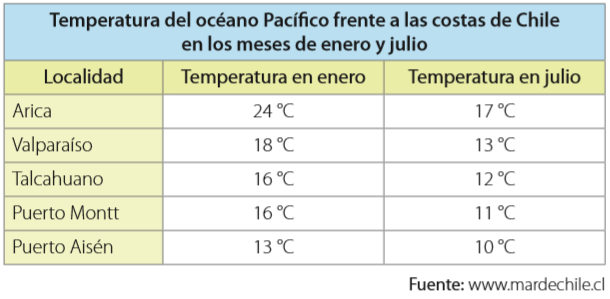 Temperatura del océano Pacífico frente a las costas de Chile
en los meses de enero y julio
Localidad Temperatura en enero Temperatura en julio
Arica 24 °C 17 °C
Valparaíso 18 °C 13 °C
Talcahuano 16 °C 12 °C
Puerto Montt 16 °C 11 °C
Puerto Aisén 13 °C 10 °C
Fuente: www.mardechile.cl